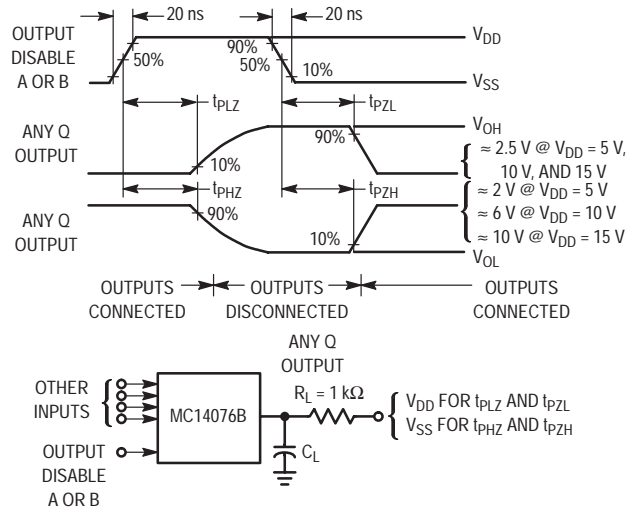 20 ns
20 ns
OUTPUT
DISABLE
A OR B
50%
90%
50%
10%
VDD
VSS
tPLZ
tPZL
ANY Q
OUTPUT
10%
90%
VOH
≈ 2.5 V @ VDD = 5 V,
10 V, AND 15 V
tPHZ
tPZH
ANY Q
OUTPUT
90%
10%
≈ 2 V @ VDD = 5 V
≈ 6 V @ VDD = 10 V
≈ 10 V @ VDD = 15 V
VOL
OUTPUTS
CONNECTED
OUTPUTS
DISCONNECTED
OUTPUTS
CONNECTED
ANY Q
OUTPUT
OTHER
INPUTS
MC14076B
RL = 1 kΩ
VDD FOR tPLZ AND tPZL
VSS FOR tPHZ AND tPZH
CL
OUTPUT
DISABLE
A OR B